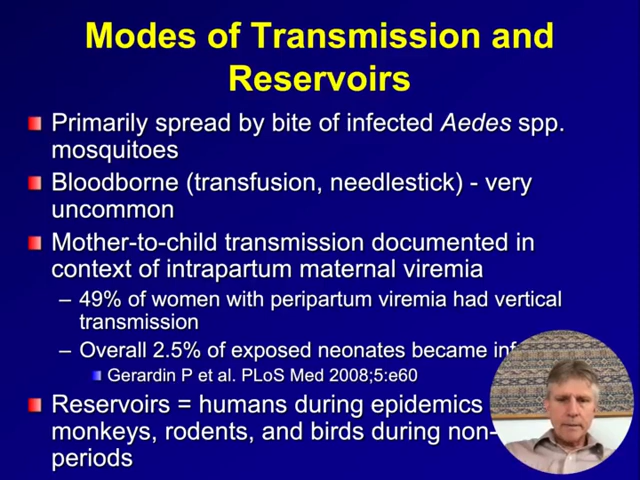 Modes of Transmission and
Reservoirs
Primarily spread by bite of infected Aedes spp.
mosquitoes
Bloodborne (transfusion, needlestick) - very
uncommon
Mother-to-child transmission documented in
context of intrapartum maternal viremia
– 49% of women with peripartum viremia had vertical
transmission
– Overall 2.5% of exposed neonates became
Gerardin P et al. PLoS Med 2008;5:e60
Reservoirs = humans during epidemics
monkeys, rodents, and birds during non-
periods